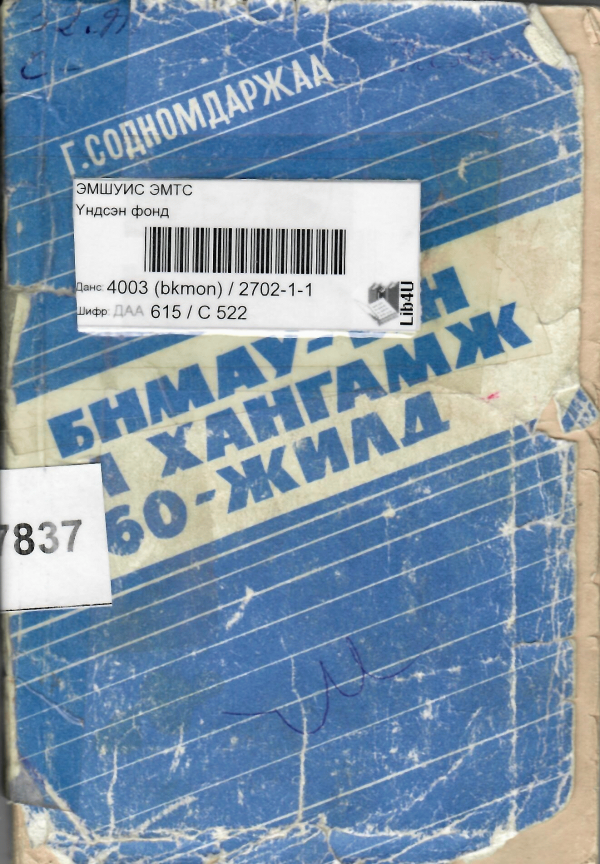 Г.СОДНОМДАРЖАА
ЭМШУИС ЭМТС
Үндсэн фонд
Данс: 4003 (bkmon) / 2702-1-1
Шифр: ДАА 615 / С 522
Lib4U
БНМАУ-
ХАНГАМЖ
60-ЖИЛД
7837